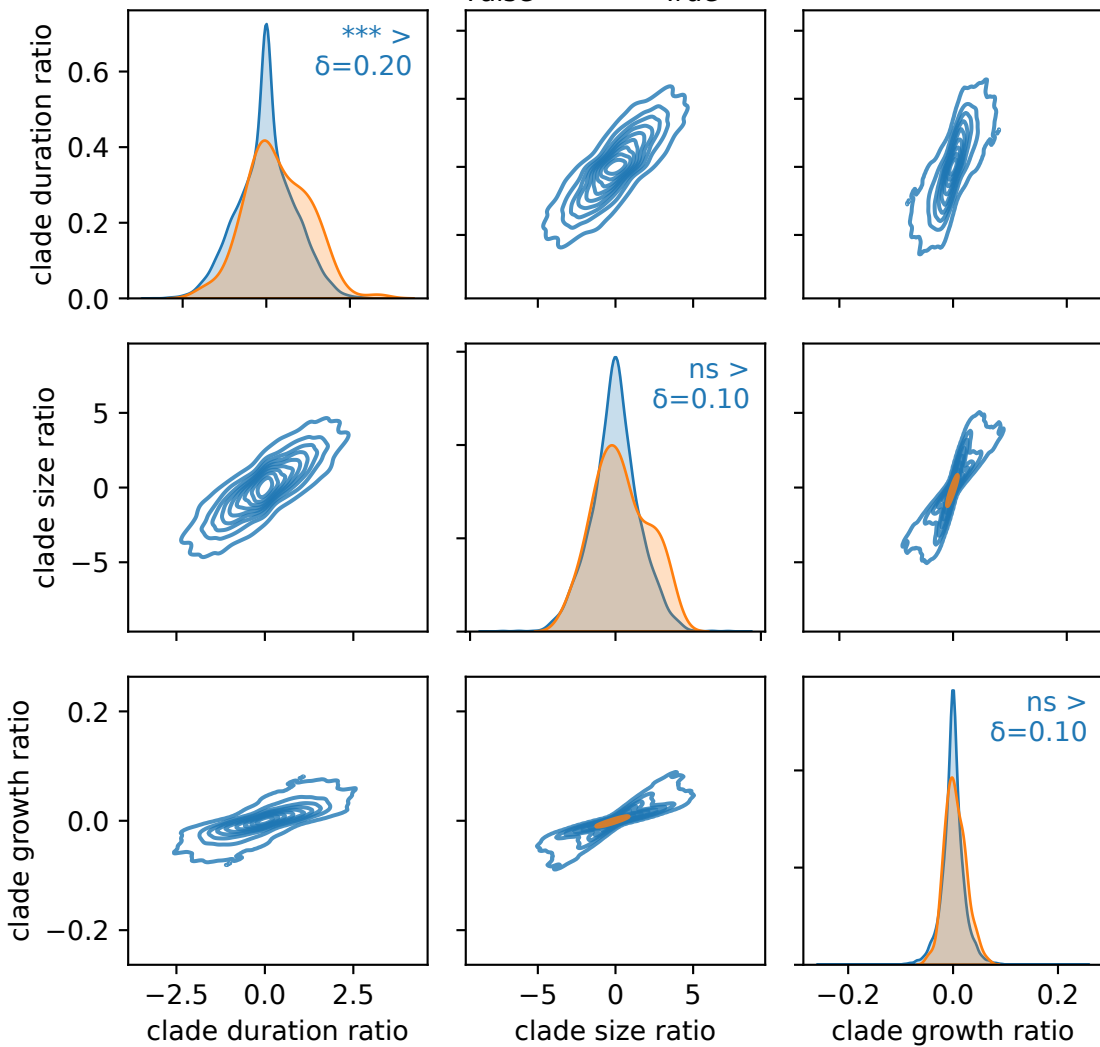 clade duration ratio
0.6
0.4
0.2
0.0
*** >
δ=0.20
clade size ratio
5
0
−5
ns >
δ=0.10
clade growth ratio
0.2
0.0
−0.2
ns >
δ=0.10
−2.5 0.0 2.5
−5 0 5
−0.2 0.0 0.2
clade duration ratio
clade size ratio
clade growth ratio